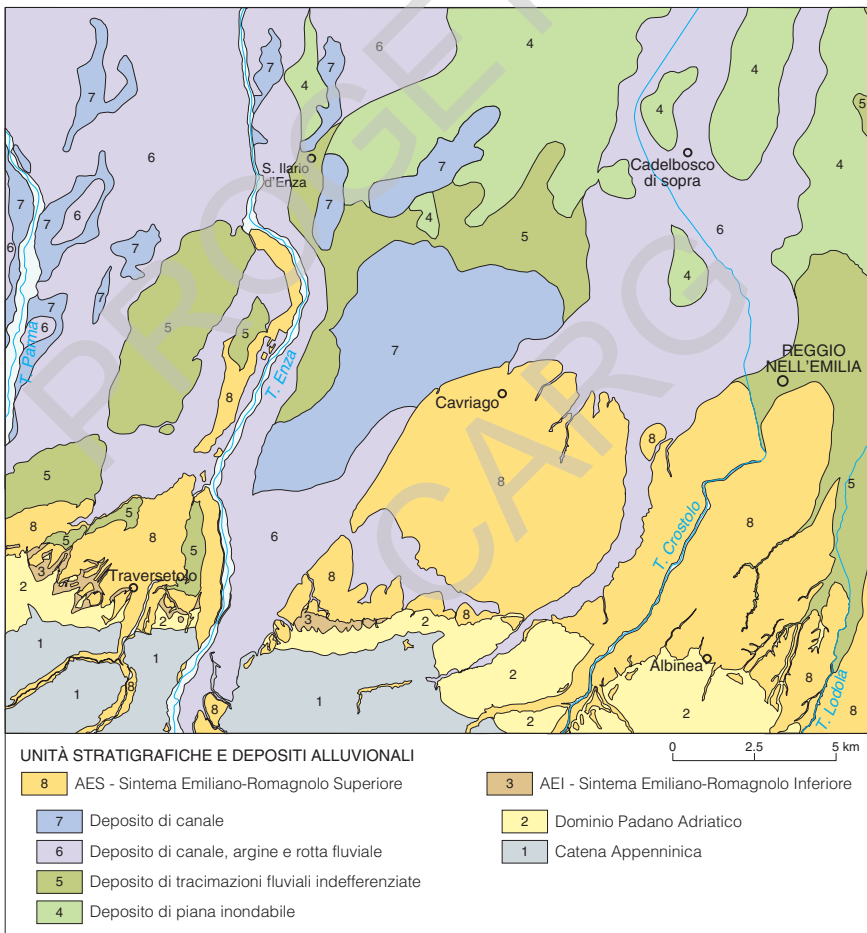 PROGETTO CARG
6
4
7
7
7
4
4
5
4
S. Ilario
d'Enza
Cadelbosco
di sopra
6
7
7
7
6
7
6
7
7
4
5
6
4
7
7
6
T. Parma
5
5
T. Enza
7
REGGIO
NELL'EMILIA
8
Cavriago
8
8
5
8
5
8
5
5
8
6
T. Crostolo
8
5
3
Traversetolo
2
2
8
3
2
8
1
1
2
Albinea
1
8
8
1
2
2
2
8
T. Lodola
8
UNITÀ STRATIGRAFICHE E DEPOSITI ALLUVIONALI
0 2.5 5 km
8 AES - Sintema Emiliano-Romagnolo Superiore
3 AEI - Sintema Emiliano-Romagnolo Inferiore
7 Deposito di canale
2 Dominio Padano Adriatico
6 Deposito di canale, argine e rotta fluviale
1 Catena Appenninica
5 Deposito di tracimazioni fluviali indefferenziate
4 Deposito di piana inondabile